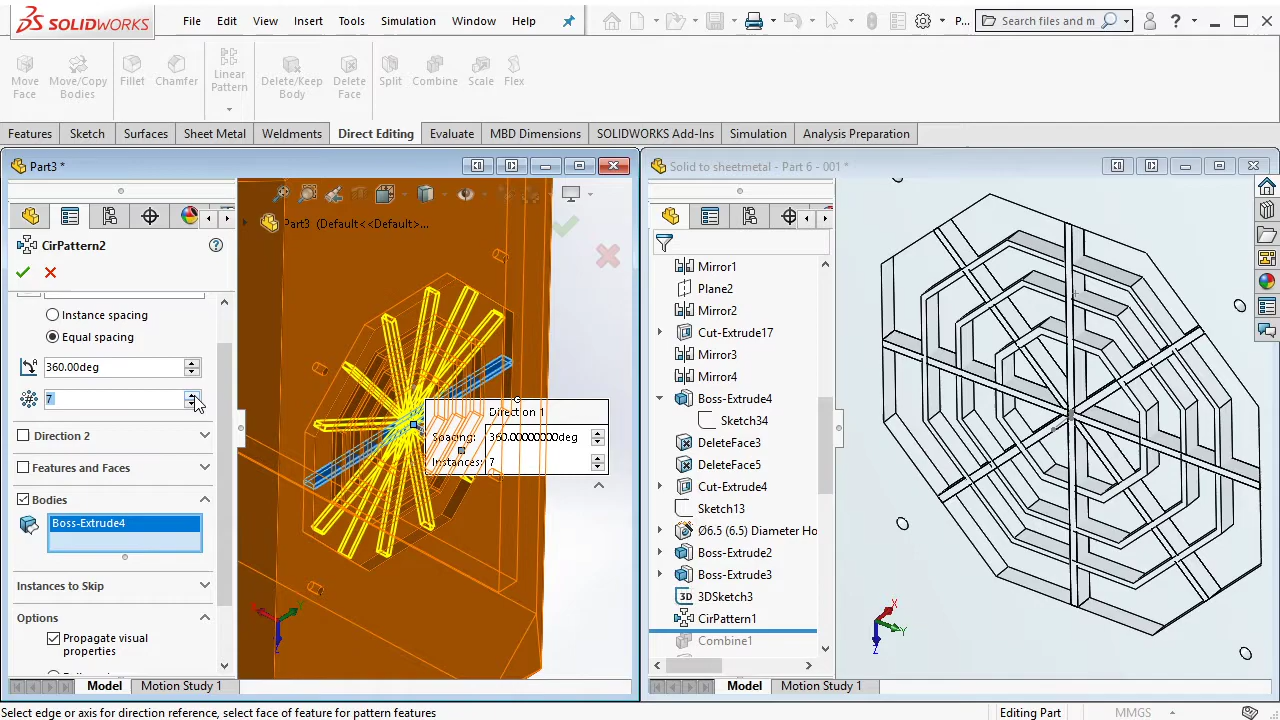 SOLIDWORKS File Edit View Insert Tools Simulation Window Help P... Search files and m ?
Move Face
Move/Copy Bodies
Fillet
Chamfer
Linear Pattern
Delete/Keep Body
Delete Face
Split
Combine
Scale
Flex
Features Sketch Surfaces Sheet Metal Weldments Direct Editing Evaluate MBD Dimensions SOLIDWORKS Add-Ins Simulation Analysis Preparation
Part3 *
CirPattern2
Instance spacing
Equal spacing
360.00deg
7
Direction 2
Features and Faces
Bodies
Boss-Extrude4
Instances to Skip
Options
Propagate visual
properties
Part3 (Default<<Default>...
Direction 1
Spacing: 360.00000000deg
Instances: 7
Model Motion Study 1
Solid to sheetmetal - Part 6 -001 *
Mirror1
Plane2
Mirror2
Cut-Extrude17
Mirror3
Mirror4
Boss-Extrude4
Sketch34
DeleteFace3
DeleteFace5
Cut-Extrude4
Sketch13
Ø6.5 (6.5) Diameter Ho
Boss-Extrude2
Boss-Extrude3
3D 3DSketch3
CirPattern1
Combine1
X
Y
Z
Model Motion Study 1
Select edge or axis for direction reference, select face of feature for pattern features Editing Part MMGS